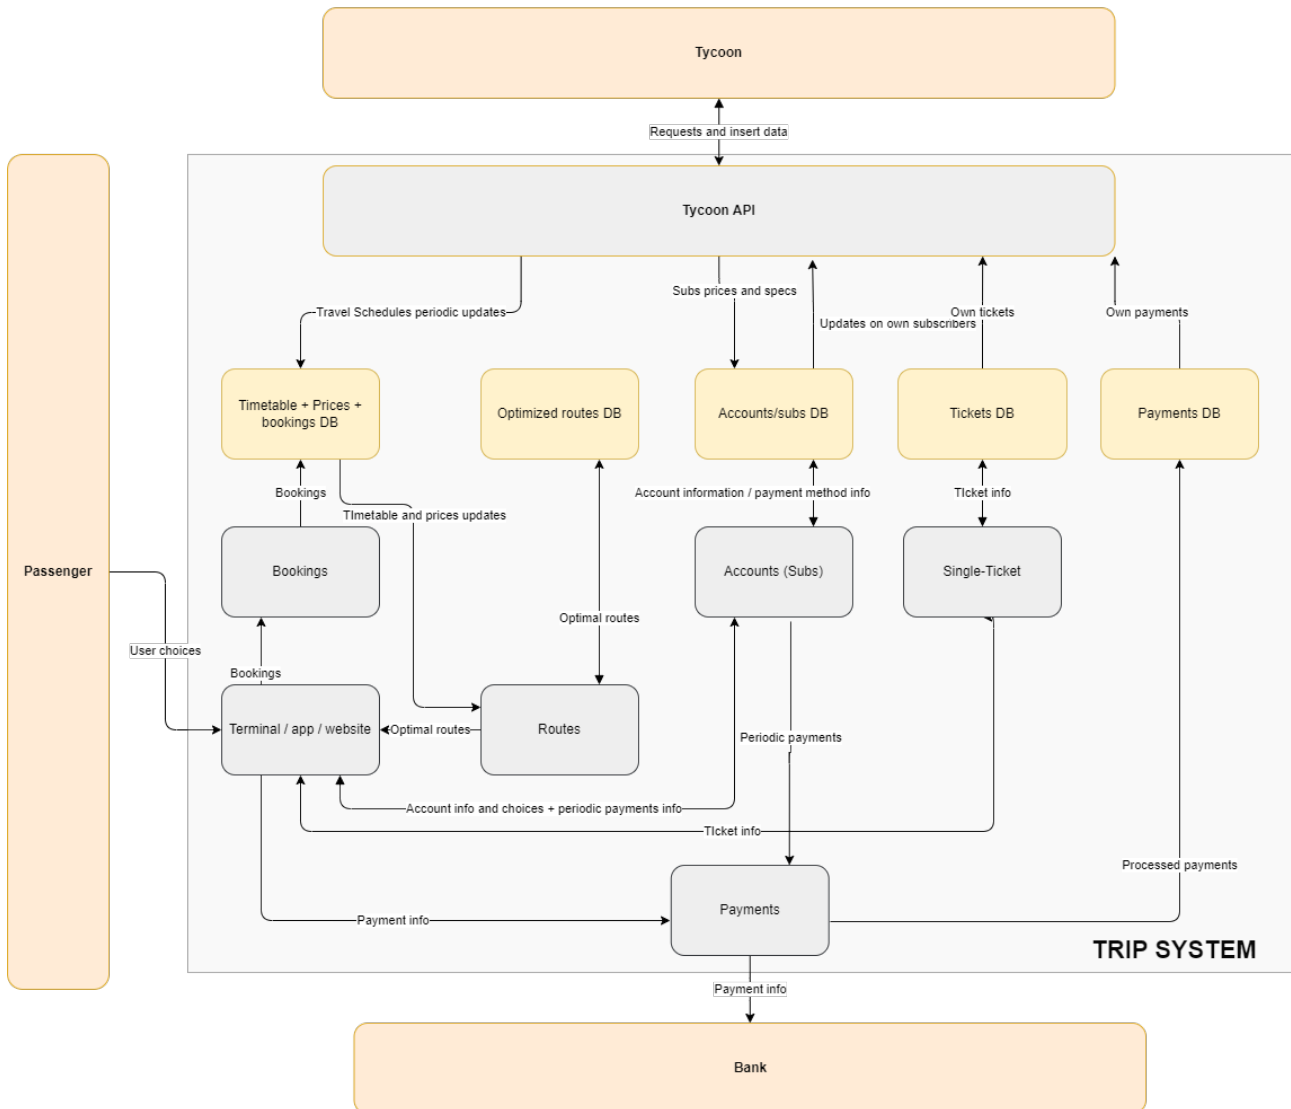 Tycoon
Requests and insert data
Tycoon API
Subs prices and specs
Travel Schedules periodic updates
Updates on own subscribers
Own tickets
Own payments
Timetable + Prices +
bookings DB
Optimized routes DB
Accounts/subs DB
Tickets DB
Payments DB
Bookings
Account information / payment method info
TIcket info
TImetable and prices updates
Passenger
Bookings
Accounts (Subs)
Single-Ticket
Optimal routes
User choices
Bookings
Terminal / app / website
Optimal routes
Routes
Periodic payments
Account info and choices + periodic payments info
TIcket info
Processed payments
Payment info
Payments
TRIP SYSTEM
Payment info
Bank